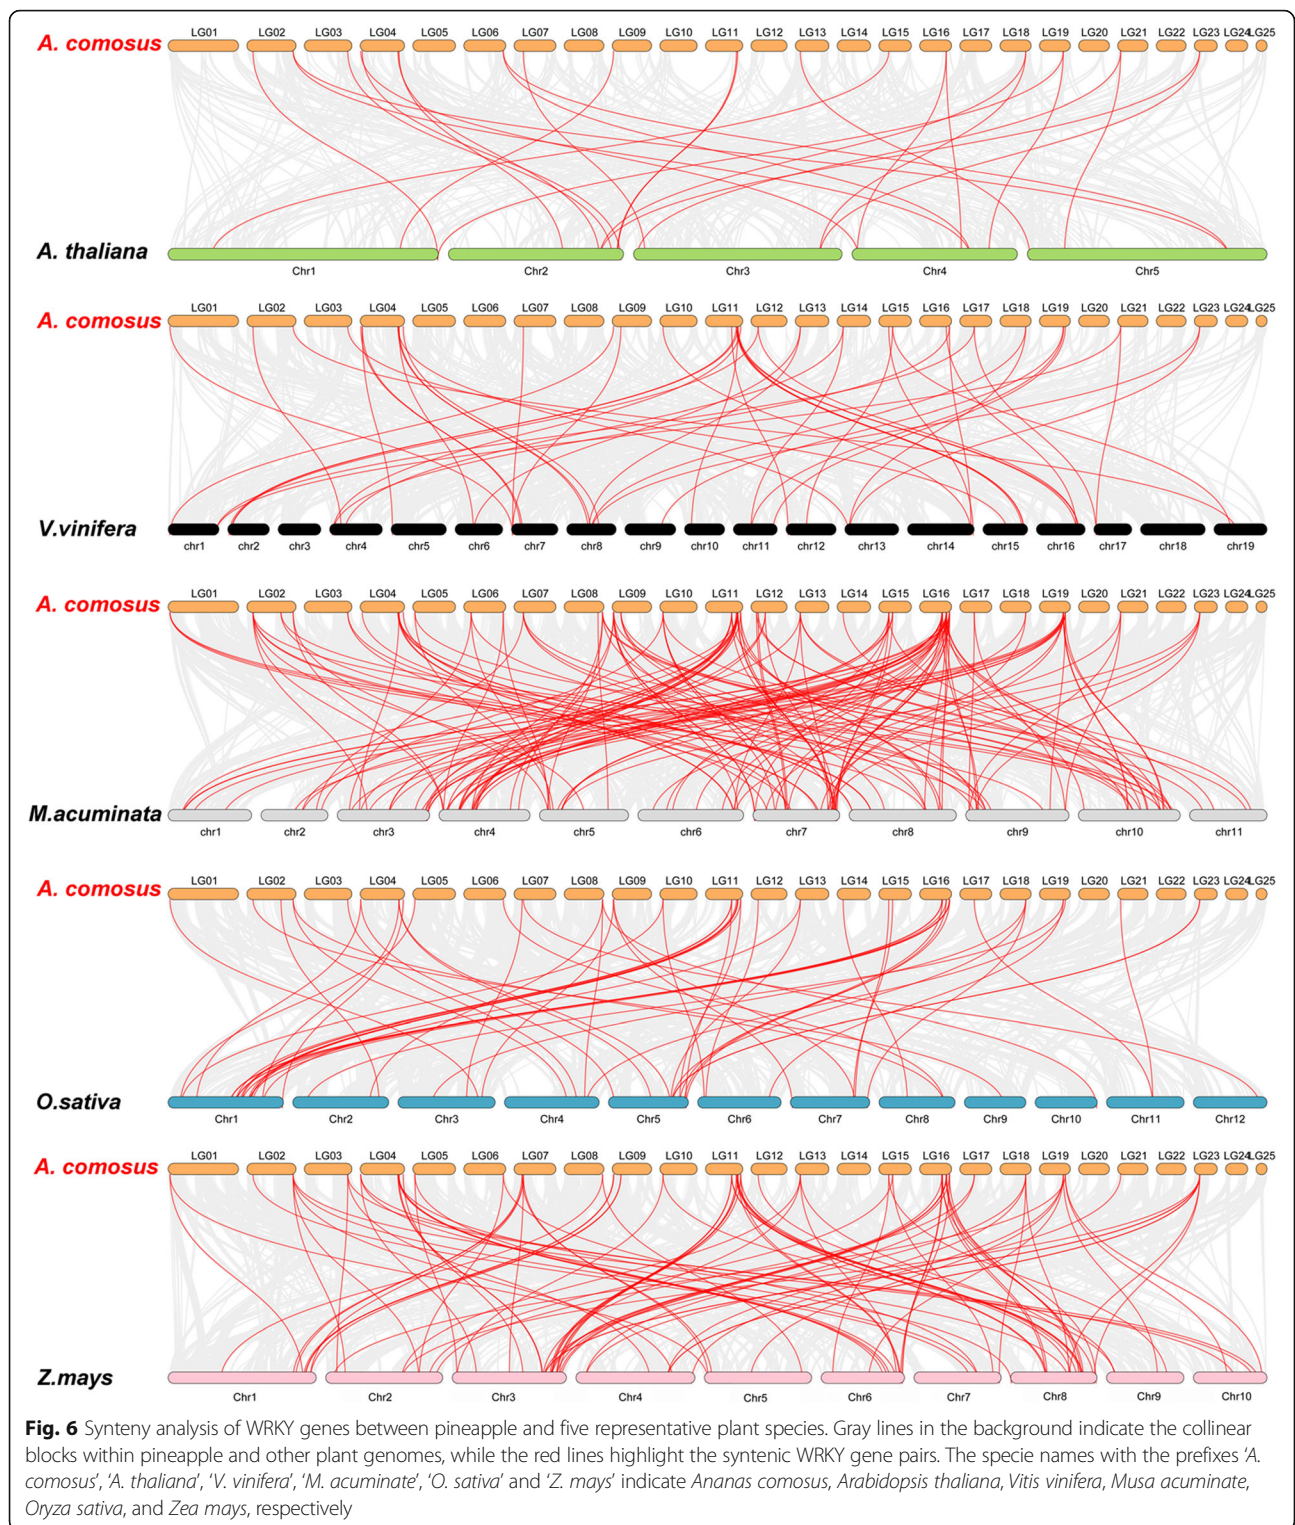 LG01 LG02 LG03 LG04 LG05 LG06 LG07 LG08 LG09 LG10 LG11 LG12 LG13 LG14 LG15 LG16 LG17 LG18 LG19 LG20 LG21 LG22 LG23 LG24 LG25
A. comosus
A. thaliana
Chr1 Chr2 Chr3 Chr4 Chr5
LG01 LG02 LG03 LG04 LG05 LG06 LG07 LG08 LG09 LG10 LG11 LG12 LG13 LG14 LG15 LG16 LG17 LG18 LG19 LG20 LG21 LG22 LG23 LG24 LG25
A. comosus
V.vinifera
chr1 chr2 chr3 chr4 chr5 chr6 chr7 chr8 chr9 chr10 chr11 chr12 chr13 chr14 chr15 chr16 chr17 chr18 chr19
LG01 LG02 LG03 LG04 LG05 LG06 LG07 LG08 LG09 LG10 LG11 LG12 LG13 LG14 LG15 LG16 LG17 LG18 LG19 LG20 LG21 LG22 LG23 LG24 LG25
A. comosus
M.acuminata
chr1 chr2 chr3 chr4 chr5 chr6 chr7 chr8 chr9 chr10 chr11
LG01 LG02 LG03 LG04 LG05 LG06 LG07 LG08 LG09 LG10 LG11 LG12 LG13 LG14 LG15 LG16 LG17 LG18 LG19 LG20 LG21 LG22 LG23 LG24 LG25
A. comosus
O.sativa
Chr1 Chr2 Chr3 Chr4 Chr5 Chr6 Chr7 Chr8 Chr9 Chr10 Chr11 Chr12
LG01 LG02 LG03 LG04 LG05 LG06 LG07 LG08 LG09 LG10 LG11 LG12 LG13 LG14 LG15 LG16 LG17 LG18 LG19 LG20 LG21 LG22 LG23 LG24 LG25
A. comosus
Z.mays
Chr1 Chr2 Chr3 Chr4 Chr5 Chr6 Chr7 Chr8 Chr9 Chr10
Fig. 6 Synteny analysis of WRKY genes between pineapple and five representative plant species. Gray lines in the background indicate the collinear
blocks within pineapple and other plant genomes, while the red lines highlight the syntenic WRKY gene pairs. The specie names with the prefixes ‘A.
comosus’, ‘A. thaliana’, ‘V. vinifera’, ‘M. acuminate’, ‘O. sativa’ and ‘Z. mays’ indicate Ananas comosus, Arabidopsis thaliana, Vitis vinifera, Musa acuminate,
Oryza sativa, and Zea mays, respectively